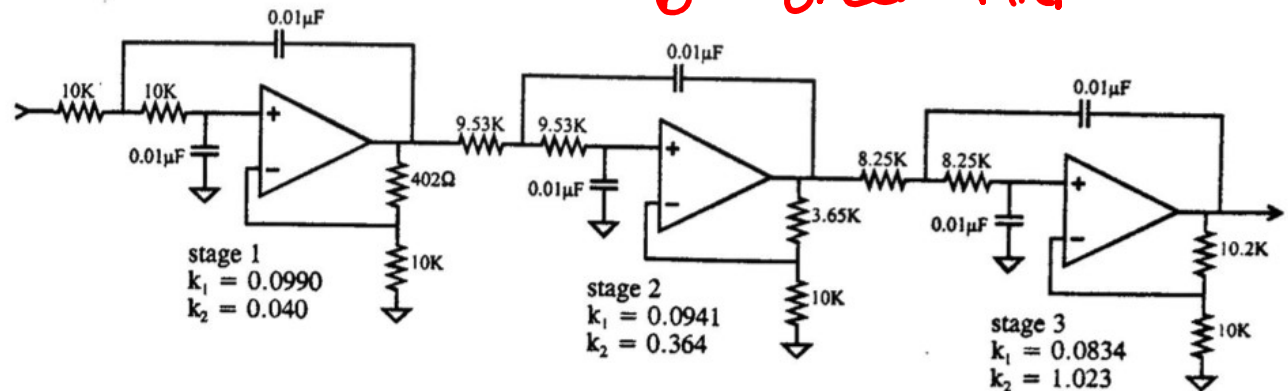 0.01μF
10K
10K
0.01μF
+
−
402Ω
10K
stage 1
k₁ = 0.0990
k₂ = 0.040
0.01μF
9.53K
9.53K
0.01μF
+
−
3.65K
10K
stage 2
k₁ = 0.0941
k₂ = 0.364
0.01μF
8.25K
8.25K
0.01μF
+
−
10.2K
10K
stage 3
k₁ = 0.0834
k₂ = 1.023